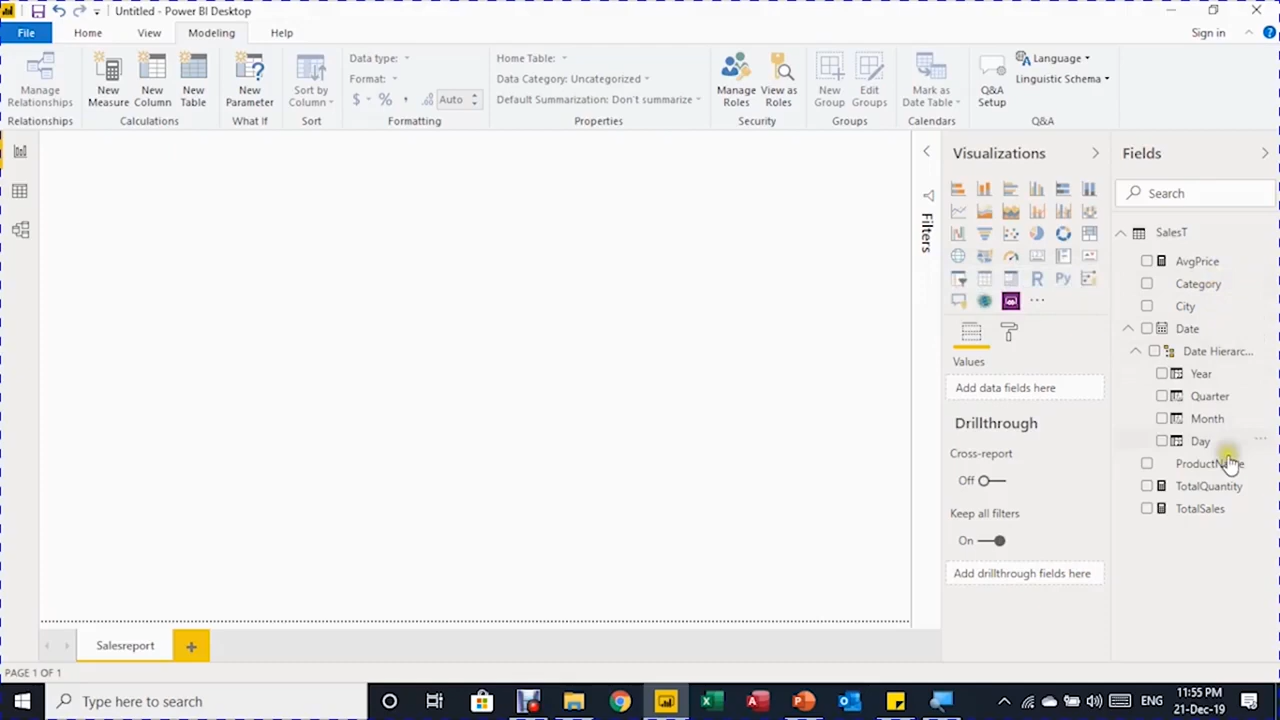 Untitled - Power BI Desktop
File Home View Modeling Help Sign in
Manage Relationships
New Measure
New Column
New Table
New Parameter
Sort by Column
Data type:
Format:
$ % , Auto
Home Table:
Data Category: Uncategorized
Default Summarization: Don't summarize
Manage Roles
View as Roles
New Group
Edit Groups
Mark as Date Table
Q&A Setup
Language
Linguistic Schema
Relationships Calculations What If Sort Formatting Properties Security Groups Calendars Q&A
Filters
Visualizations
R Py
Values
Add data fields here
Drillthrough
Cross-report
Off
Keep all filters
On
Add drillthrough fields here
Fields
Search
SalesT
AvgPrice
Category
City
Date
Date Hierarc...
Year
Quarter
Month
Day
ProductName
TotalQuantity
TotalSales
Salesreport
PAGE 1 OF 1
Type here to search
ENG
11:55 PM
21-Dec-19